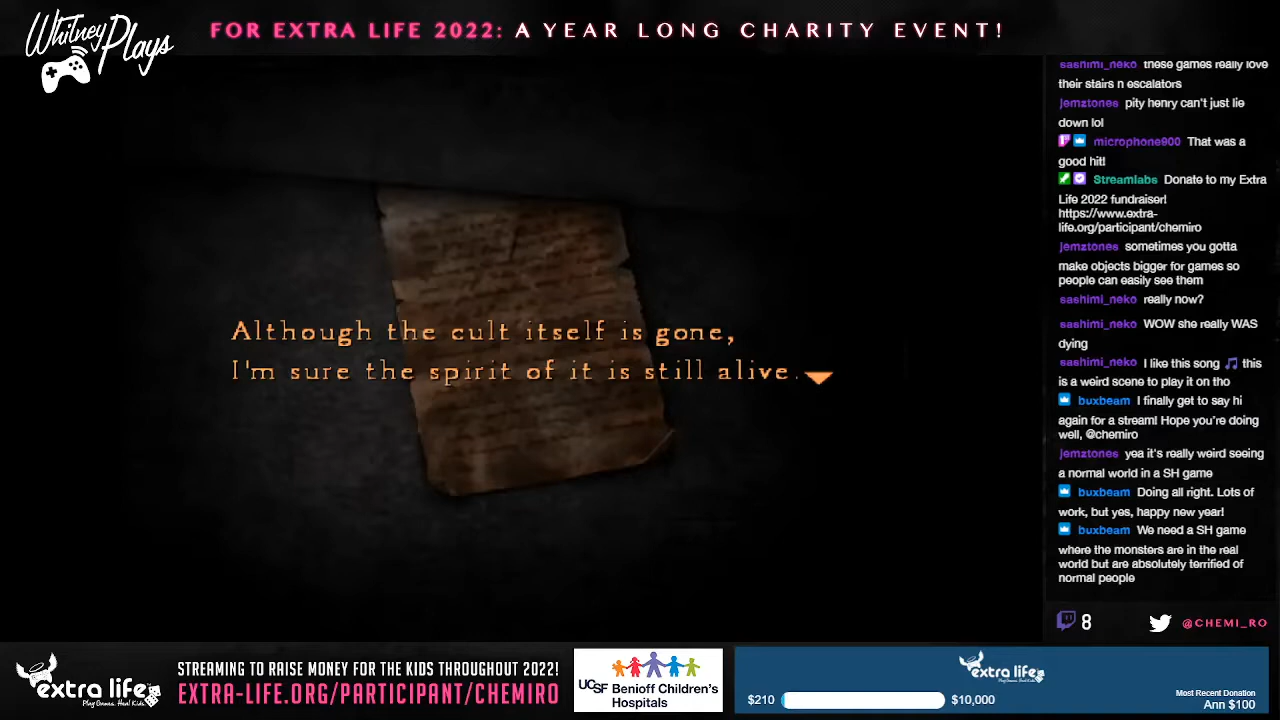 Whitney Plays
FOR EXTRA LIFE 2022: A YEAR LONG CHARITY EVENT!
Although the cult itself is gone,
I'm sure the spirit of it is still alive.
sashimi_neko these games really love
their stairs n escalators
jemztones pity henry can't just lie
down lol
microphone900 That was a
good hit!
Streamlabs Donate to my Extra
Life 2022 fundraiser!
https://www.extra-
life.org/participant/chemiro
jemztones sometimes you gotta
make objects bigger for games so
people can easily see them
sashimi_neko really now?
sashimi_neko WOW she really WAS
dying
sashimi_neko I like this song 🎵 this
is a weird scene to play it on tho
buxbeam I finally get to say hi
again for a stream! Hope you're doing
well, @chemiro
jemztones yea it's really weird seeing
a normal world in a SH game
buxbeam Doing all right. Lots of
work, but yes, happy new year!
buxbeam We need a SH game
where the monsters are in the real
world but are absolutely terrified of
normal people
8
@CHEMI_RO
extra life
Play Games. Heal Kids.
STREAMING TO RAISE MONEY FOR THE KIDS THROUGHOUT 2022!
EXTRA-LIFE.ORG/PARTICIPANT/CHEMIRO
UCSF Benioff Children's
Hospitals
extra life
$210
$10,000
Most Recent Donation
Ann $100